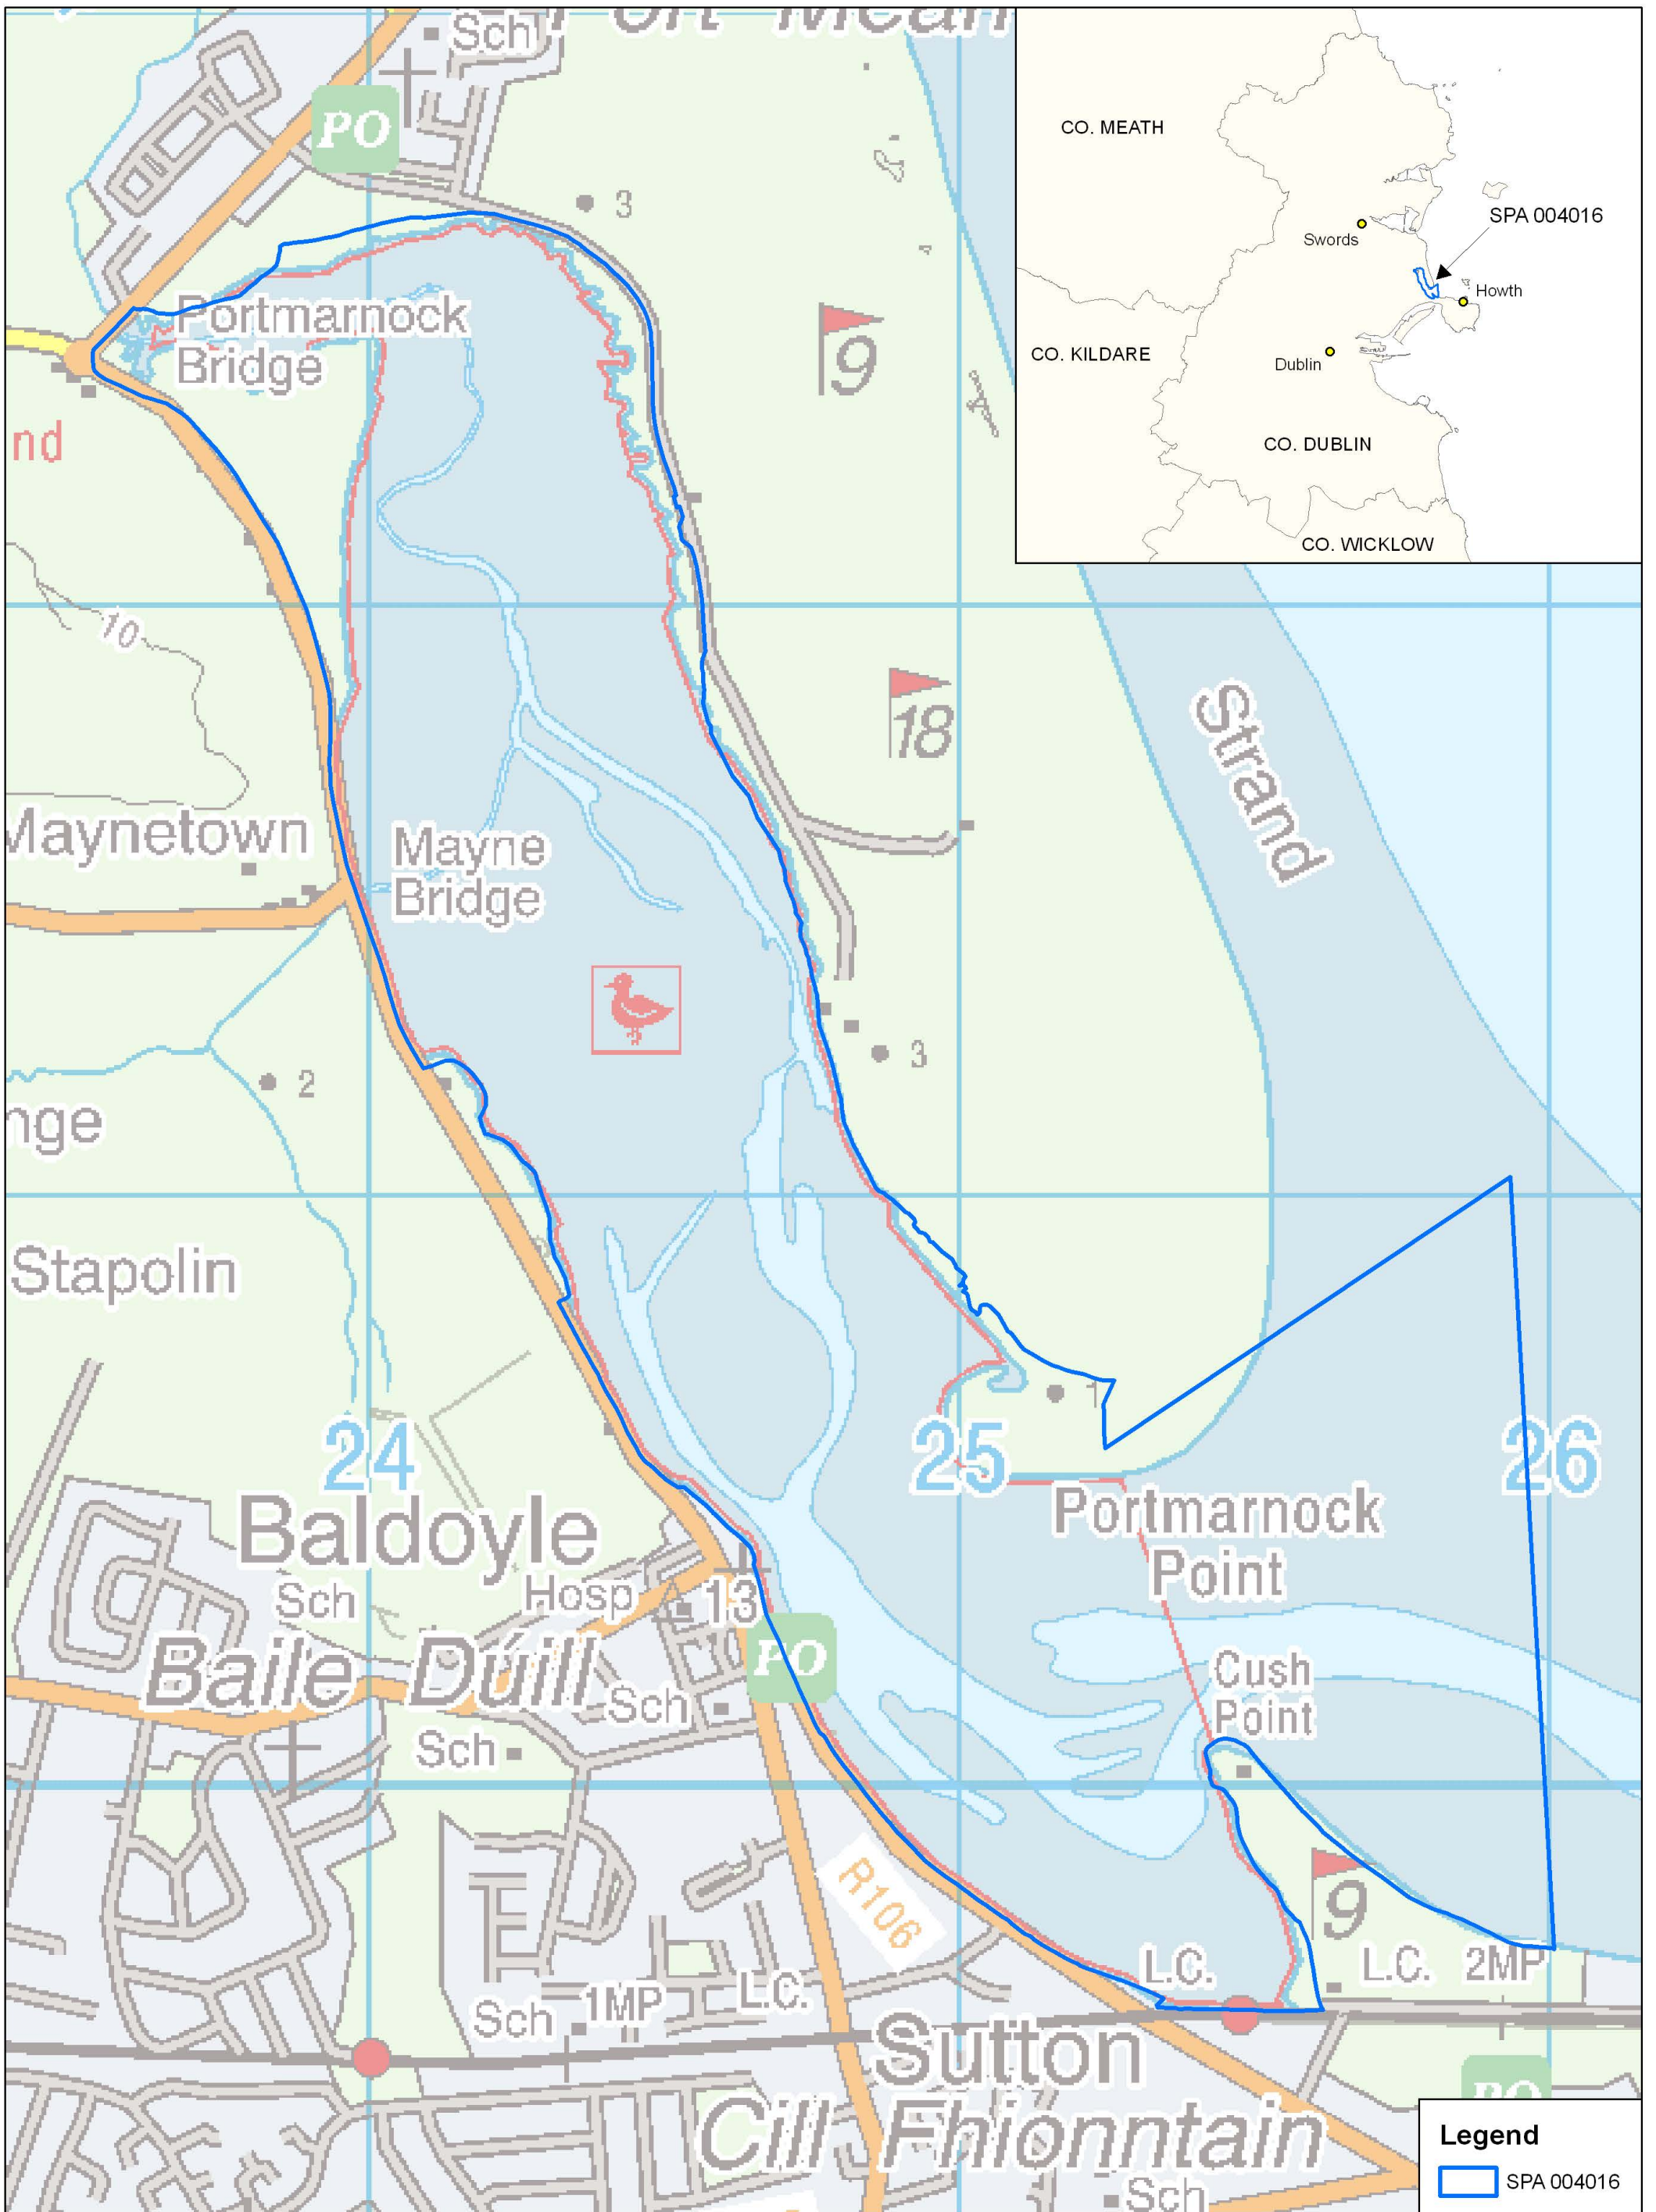 Sch
PO
3
CO. MEATH
SPA 004016
Swords
Howth
CO. KILDARE
Dublin
CO. DUBLIN
CO. WICKLOW
Portmarnock
Bridge
9
nd
10
18
Strand
Maynetown
Mayne
Bridge
3
2
nge
Stapolin
1
24
25
26
Baldoyle
Portmarnock
Point
Sch
Hosp
13
PO
Baile Dúill
Sch
Cush
Point
Sch
R106
9
L.C.
L.C.
2MP
Sch
1MP
L.C.
Sutton
Cill Fhionntain
Sch
Legend
SPA 004016